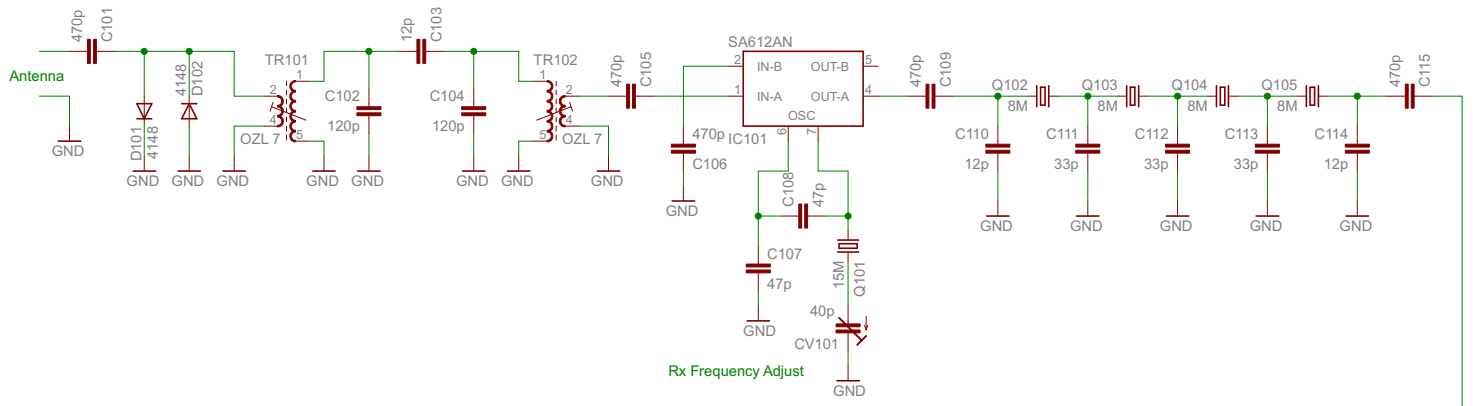 Antenna
GND
470p
C101
D101
4148
GND
4148
D102
GND
TR101
2
4
1
5
OZL 7
GND
GND
C102
120p
GND
12p
C103
C104
120p
GND
TR102
1
5
2
4
OZL 7
GND
GND
470p
C105
470p
C106
GND
SA612AN
2
IN-B
1
IN-A
OUT-B
5
OUT-A
4
OSC
6
7
IC101
C108
47p
C107
47p
GND
15M
Q101
40p
CV101
GND
Rx Frequency Adjust
470p
C109
Q102
8M
Q103
8M
Q104
8M
Q105
8M
470p
C115
C110
12p
GND
C111
33p
GND
C112
33p
GND
C113
33p
GND
C114
12p
GND